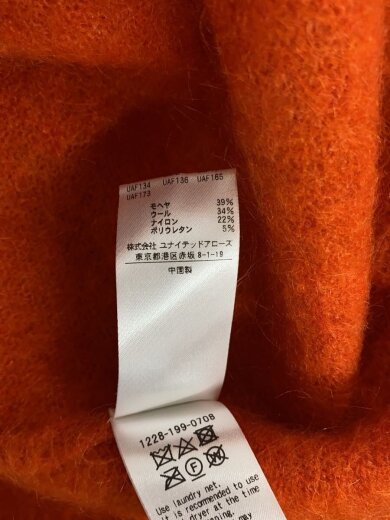 UAF134 UAF136 UAF165
UAF173
モヘヤ 39%
ウール 34%
ナイロン 22%
ポリウレタン 5%
株式会社 ユナイテッドアローズ
東京都港区赤坂 8-1-19
中国製
1228-199-0708
Use laundry net.
It is recommended to use
dryer at the time
may